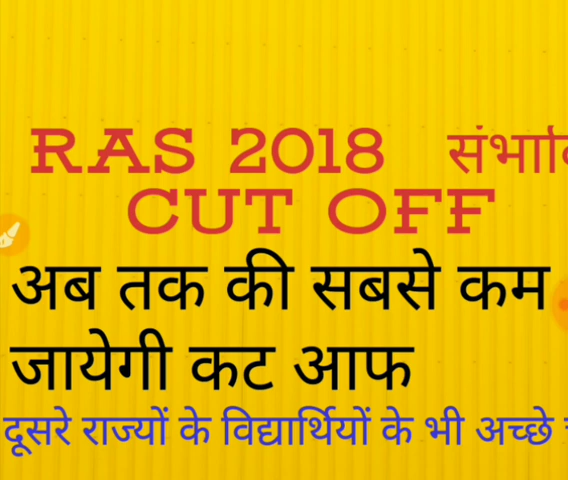 RAS 2018
CUT OFF
अब तक की सबसे कम
जायेगी कट आफ
दूसरे राज्यों के विद्यार्थियों के भी अच्छे